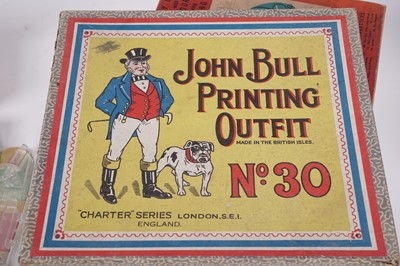 JOHN BULL
PRINTING
OUTFIT
MADE IN THE BRITISH ISLES.
No. 30
"CHARTER" SERIES LONDON, S.E.1.
ENGLAND.